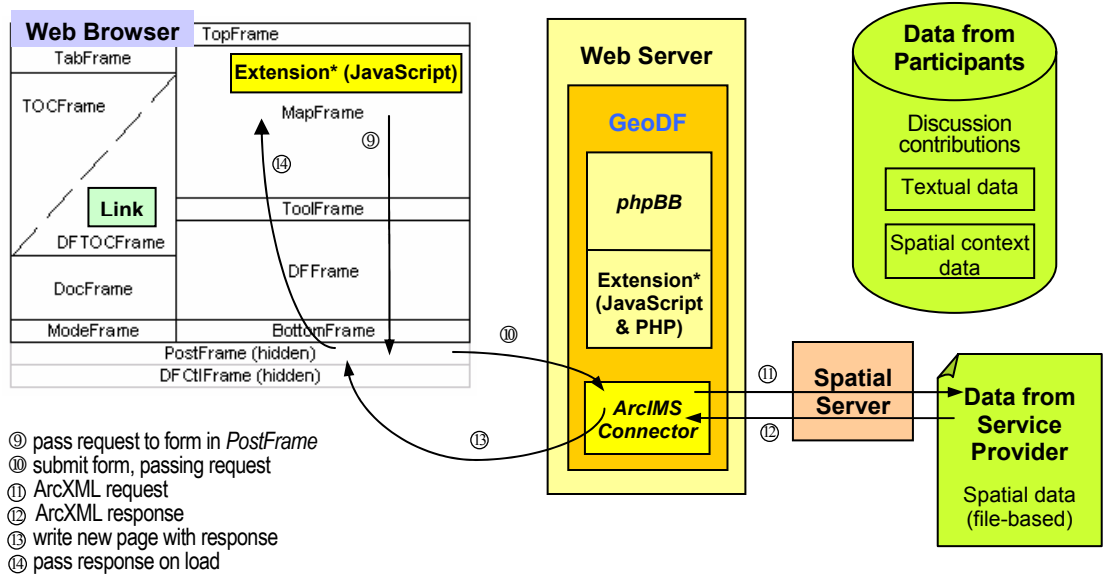 Web Browser
TopFrame
TabFrame
Extension* (JavaScript)
TOCFrame
MapFrame
⑨
⑭
Link
ToolFrame
DFTOCFrame
DFFrame
DocFrame
ModeFrame
BottomFrame
PostFrame (hidden)
DFCtlFrame (hidden)
⑩
⑬
Web Server
GeoDF
phpBB
Extension*
(JavaScript
& PHP)
ArcIMS
Connector
⑪
⑫
Spatial
Server
Data from
Participants
Discussion
contributions
Textual data
Spatial context
data
Data from
Service
Provider
Spatial data
(file-based)
⑨ pass request to form in PostFrame
⑩ submit form, passing request
⑪ ArcXML request
⑫ ArcXML response
⑬ write new page with response
⑭ pass response on load